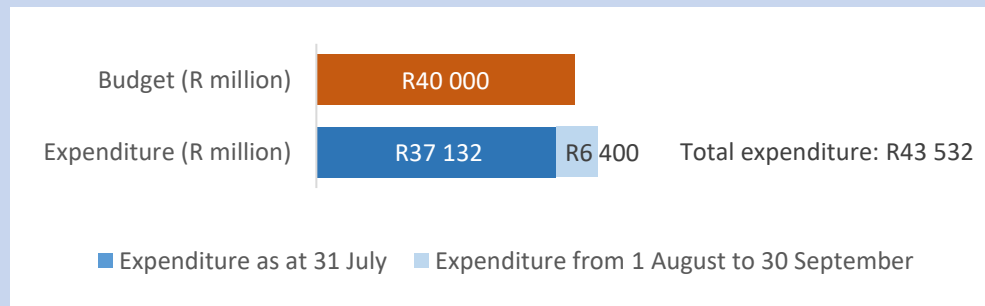 Budget (R million) R40 000
Expenditure (R million) R37 132 R6 400 Total expenditure: R43 532
Expenditure as at 31 July Expenditure from 1 August to 30 September